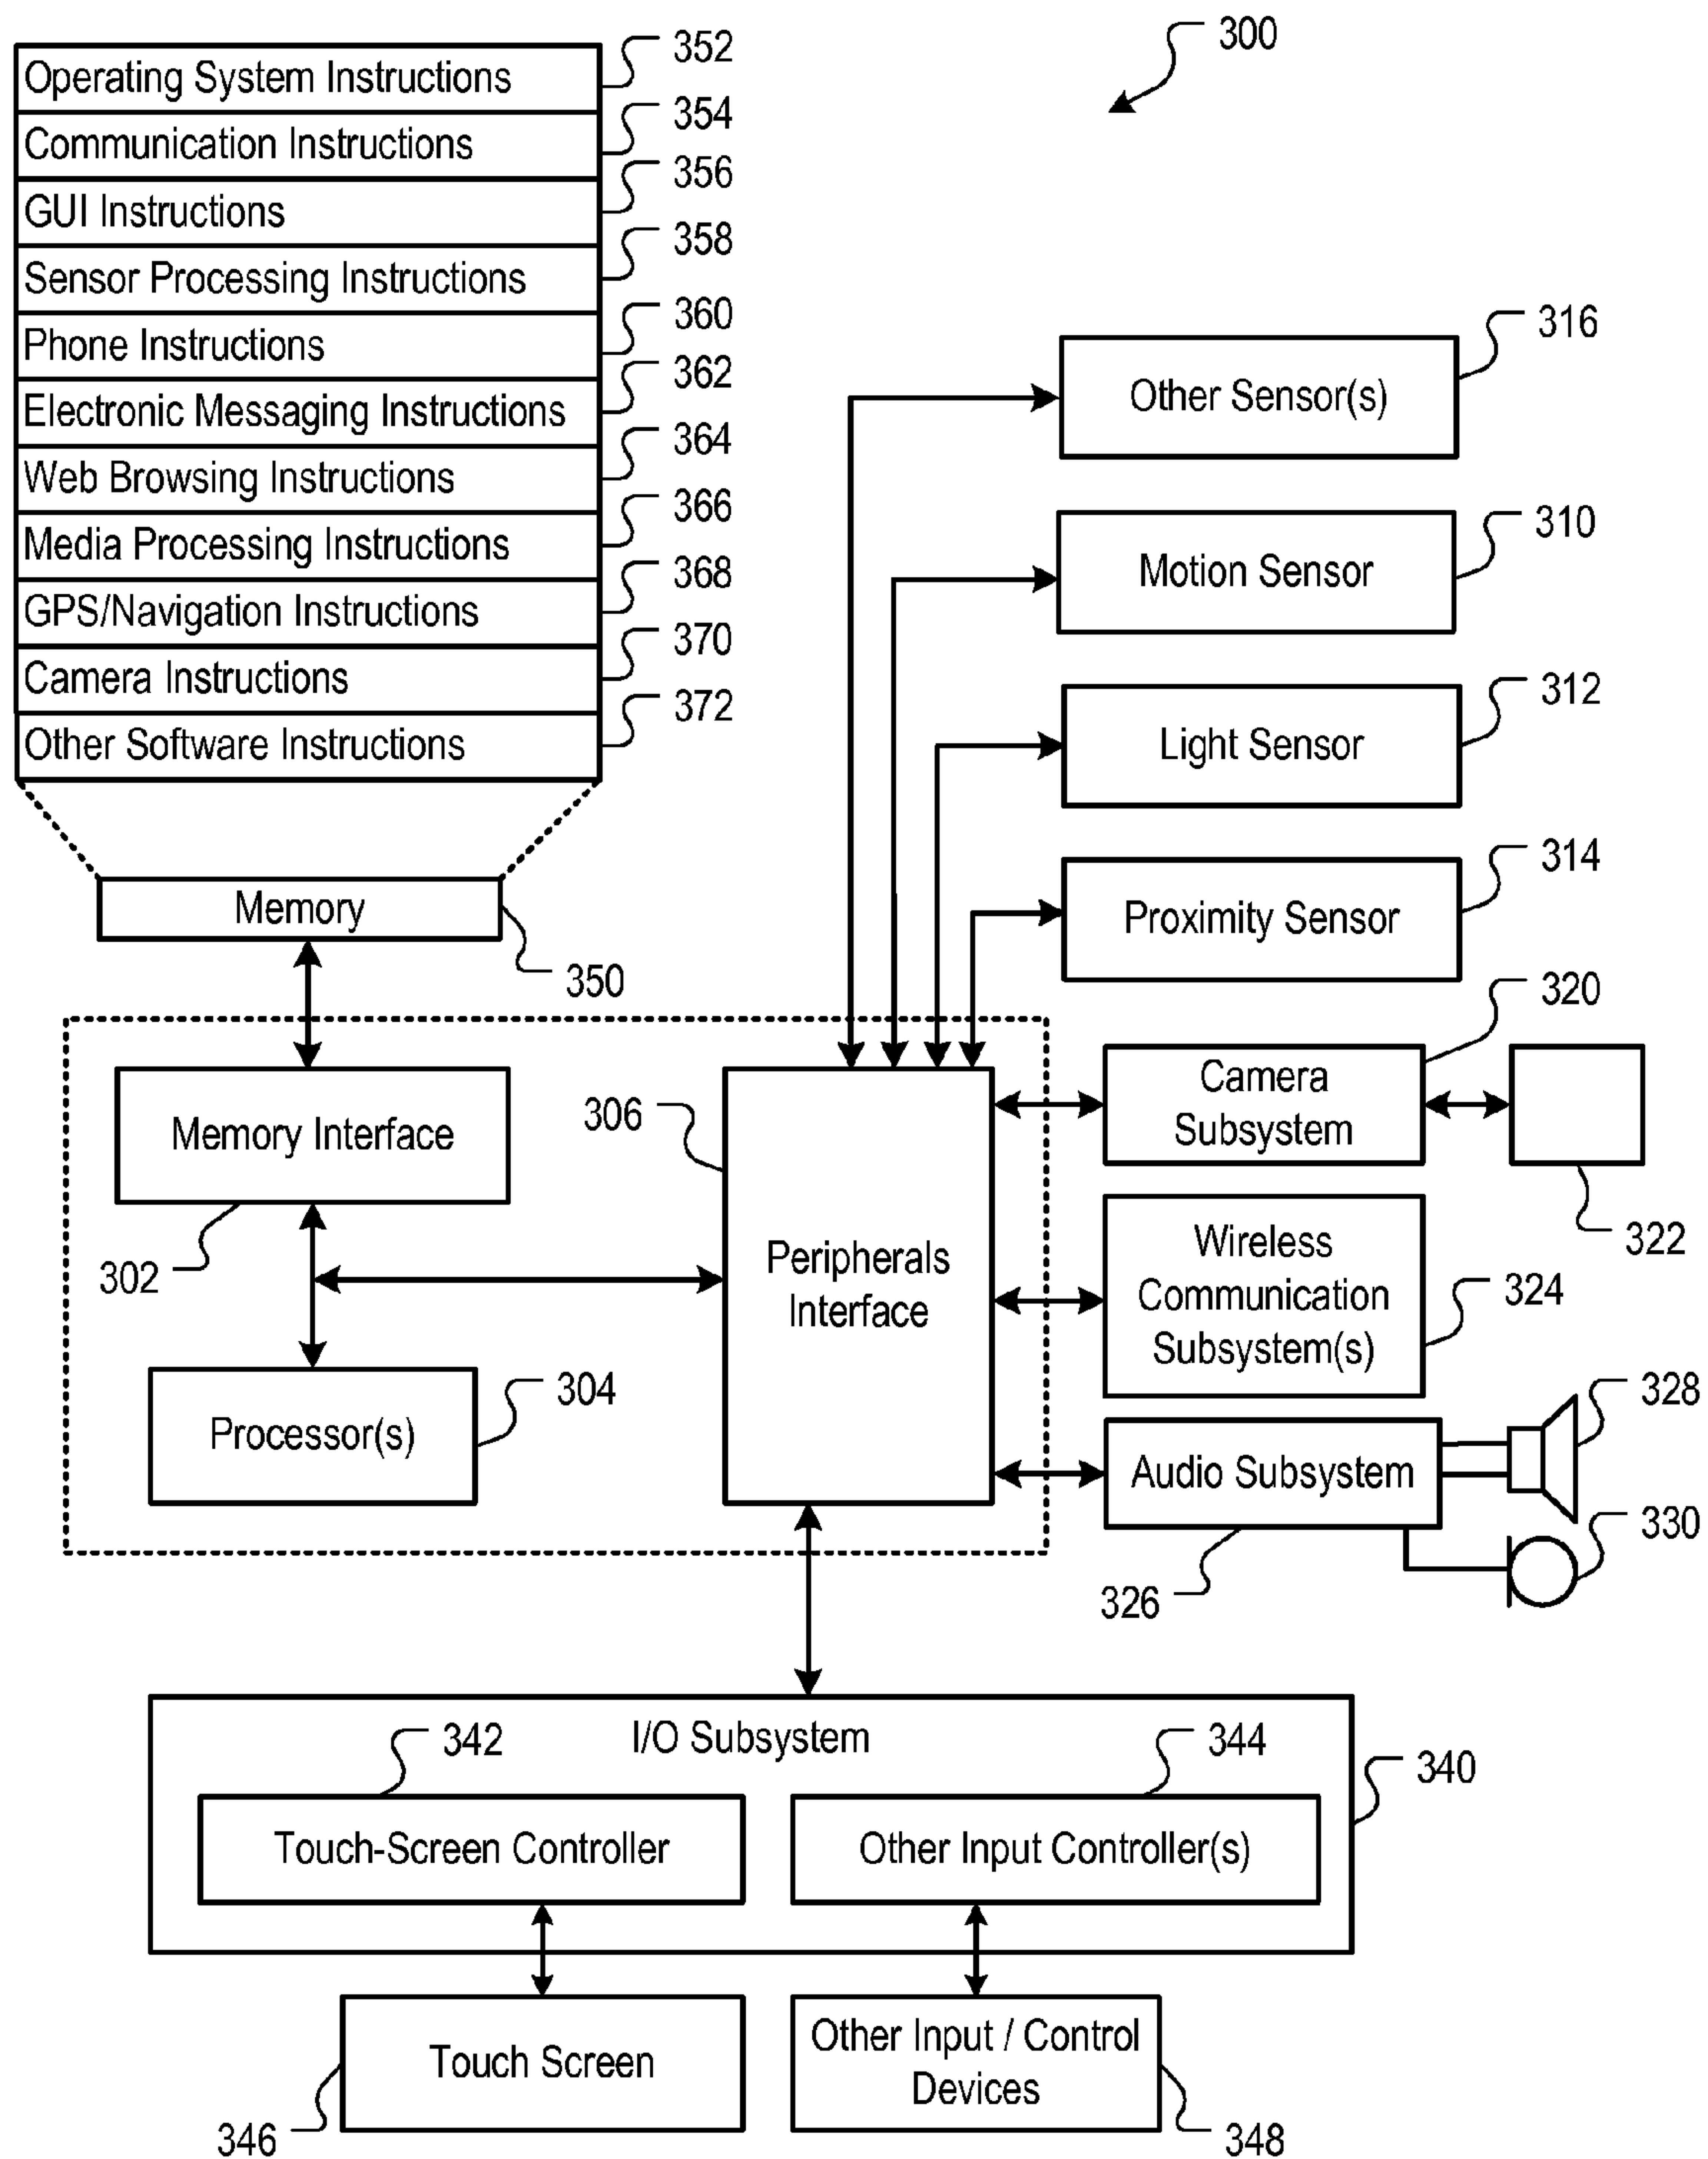 300
Operating System Instructions
352
Communication Instructions
354
GUI Instructions
356
Sensor Processing Instructions
358
Phone Instructions
360
Electronic Messaging Instructions
362
Web Browsing Instructions
364
Media Processing Instructions
366
GPS/Navigation Instructions
368
Camera Instructions
370
Other Software Instructions
372
Memory
350
Other Sensor(s)
316
Motion Sensor
310
Light Sensor
312
Proximity Sensor
314
Memory Interface
302
Processor(s)
304
306
Peripherals
Interface
Camera
Subsystem
320
322
Wireless
Communication
Subsystem(s)
324
Audio Subsystem
326
328
330
I/O Subsystem
340
342
Touch-Screen Controller
344
Other Input Controller(s)
Touch Screen
346
Other Input / Control
Devices
348